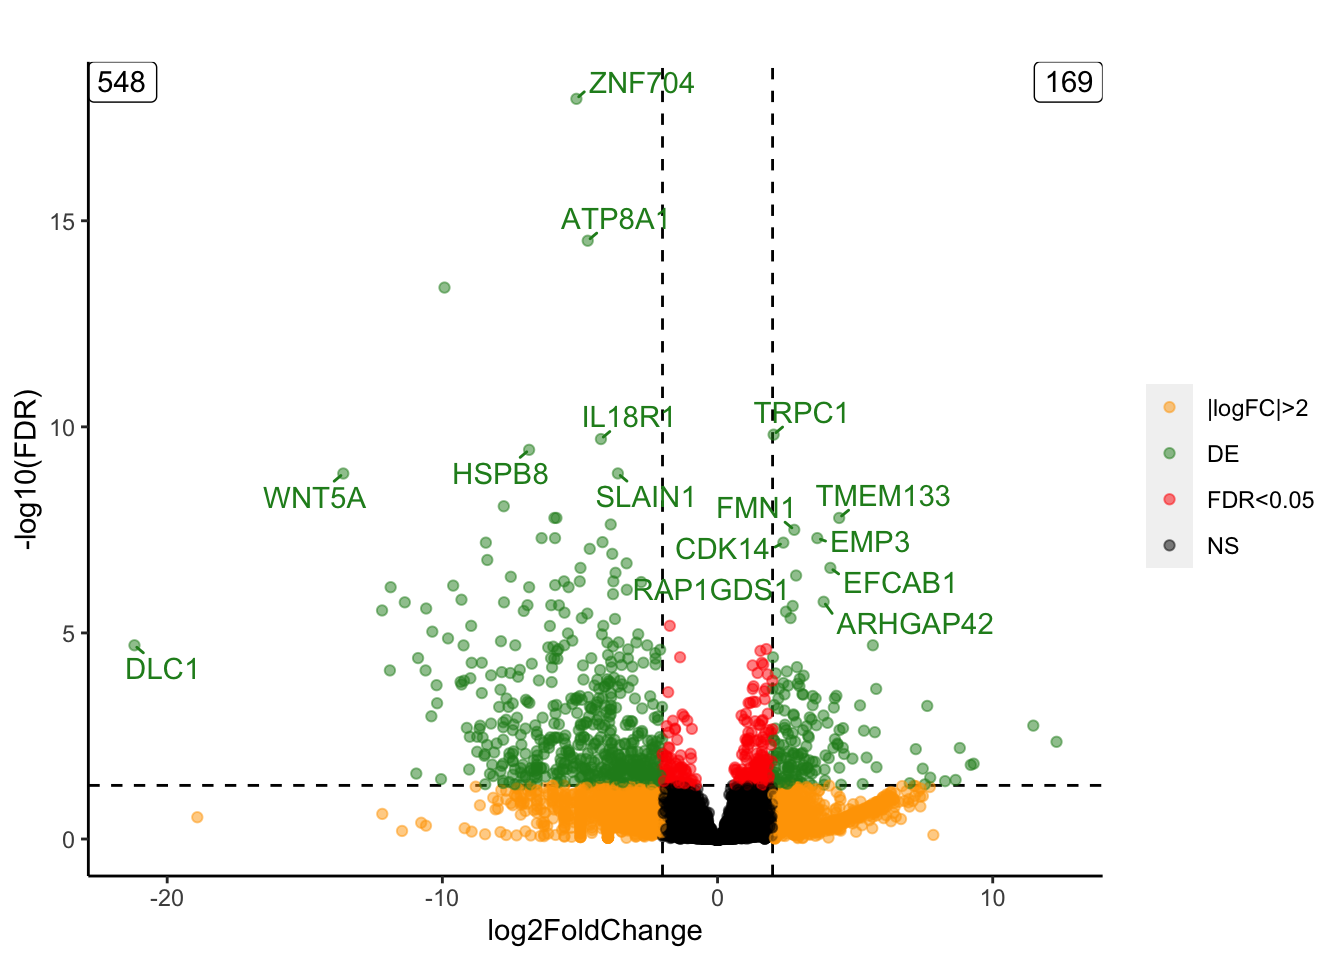 548
169
ZNF704
ATP8A1
IL18R1
TRPC1
HSPB8
WNT5A
SLAIN1
FMN1
TMEM133
CDK14
EMP3
RAP1GDS1
EFCAB1
ARHGAP42
DLC1
15
10
5
0
-log10(FDR)
-20
-10
0
10
log2FoldChange
|logFC|>2
DE
FDR<0.05
NS